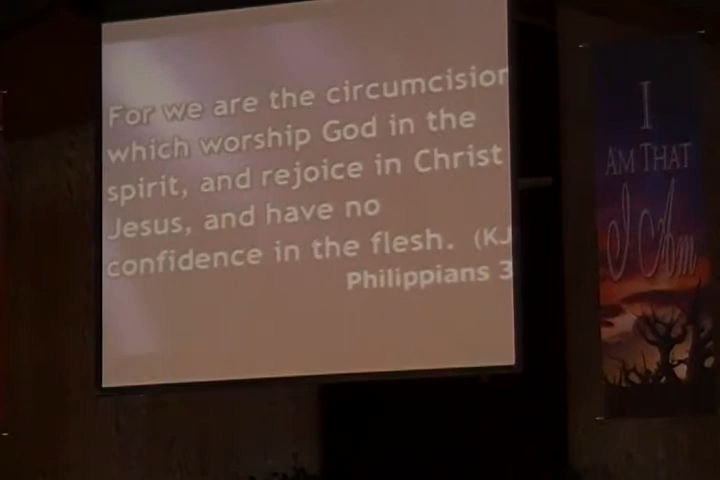 For we are the circumcision
which worship God in the
spirit, and rejoice in Christ
Jesus, and have no
confidence in the flesh. (KJ
Philippians 3
I
AM THAT
I Am